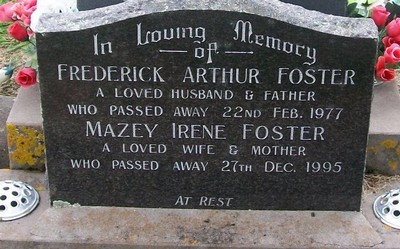 In Loving Memory
of
FREDERICK ARTHUR FOSTER
A LOVED HUSBAND & FATHER
WHO PASSED AWAY 22ND FEB. 1977
MAZEY IRENE FOSTER
A LOVED WIFE & MOTHER
WHO PASSED AWAY 27TH DEC. 1995
AT REST